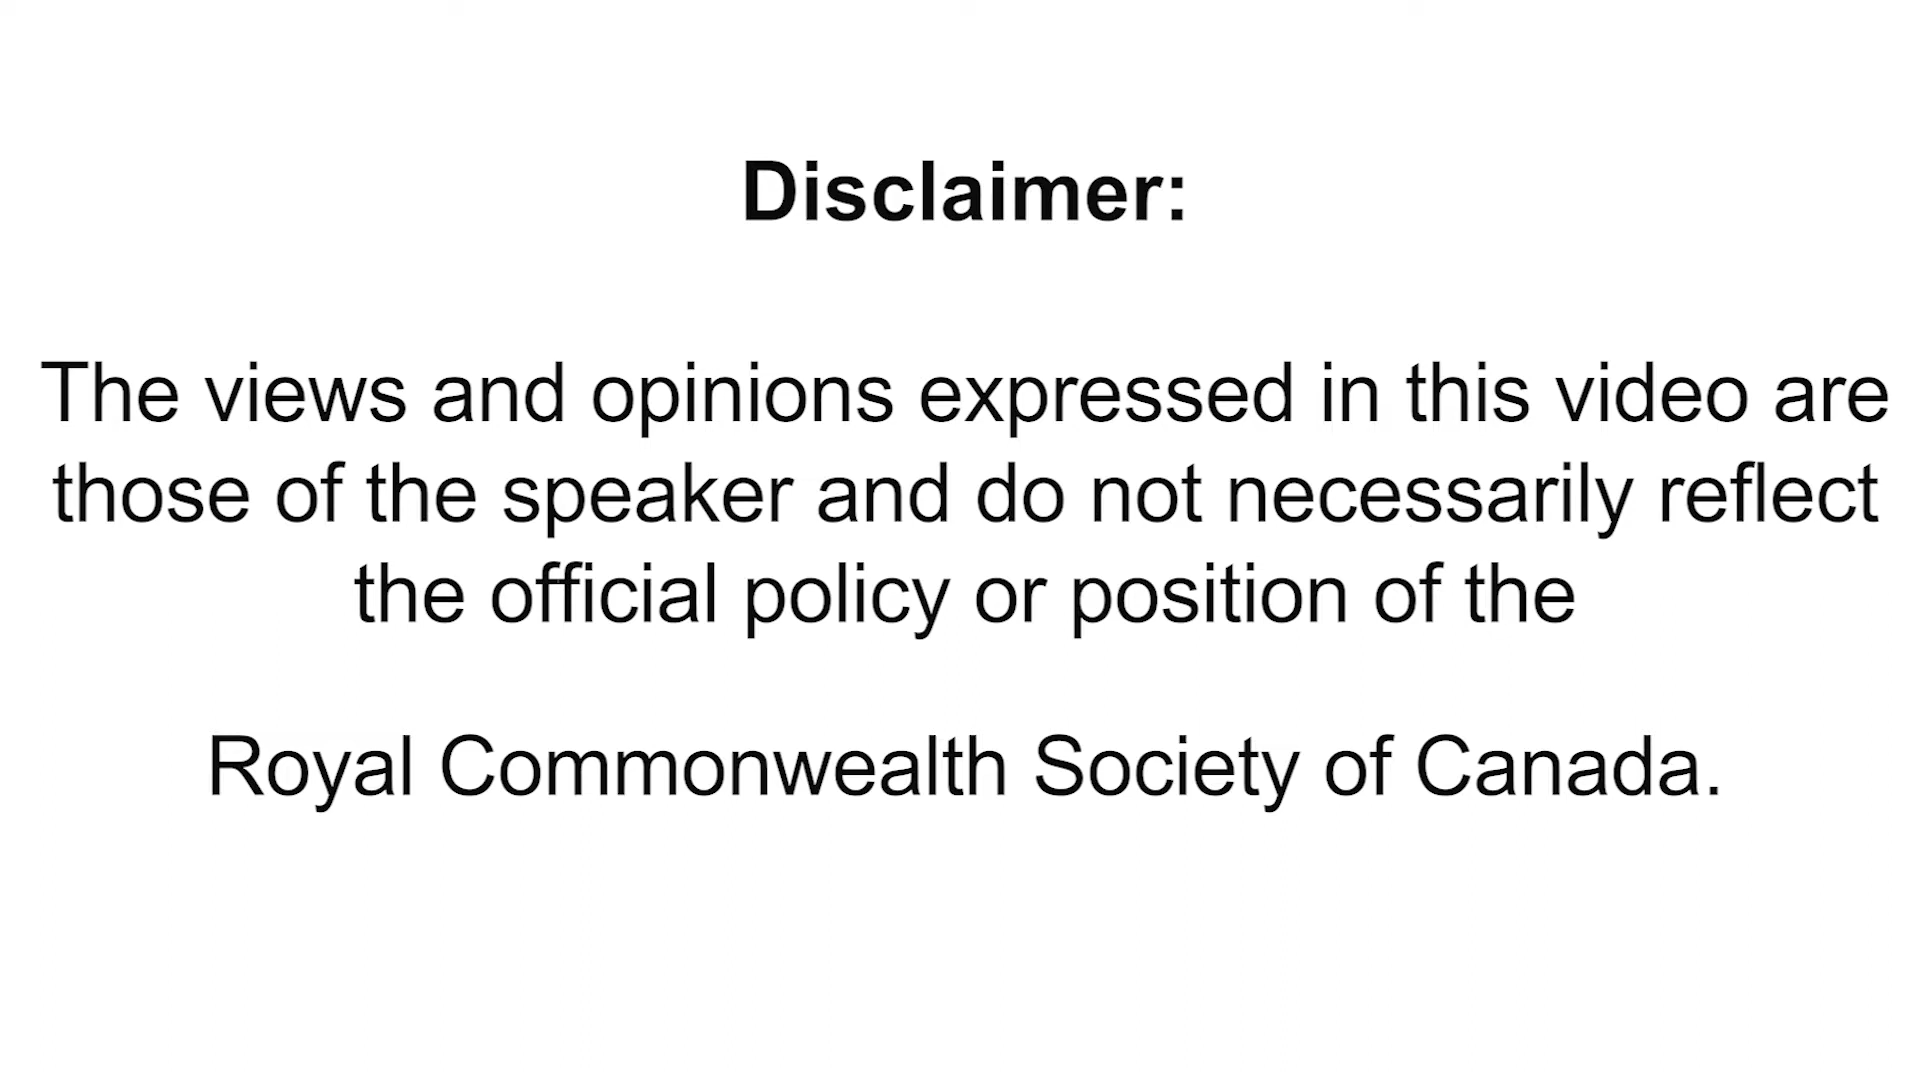 Disclaimer:
The views and opinions expressed in this video are
those of the speaker and do not necessarily reflect
the official policy or position of the
Royal Commonwealth Society of Canada.